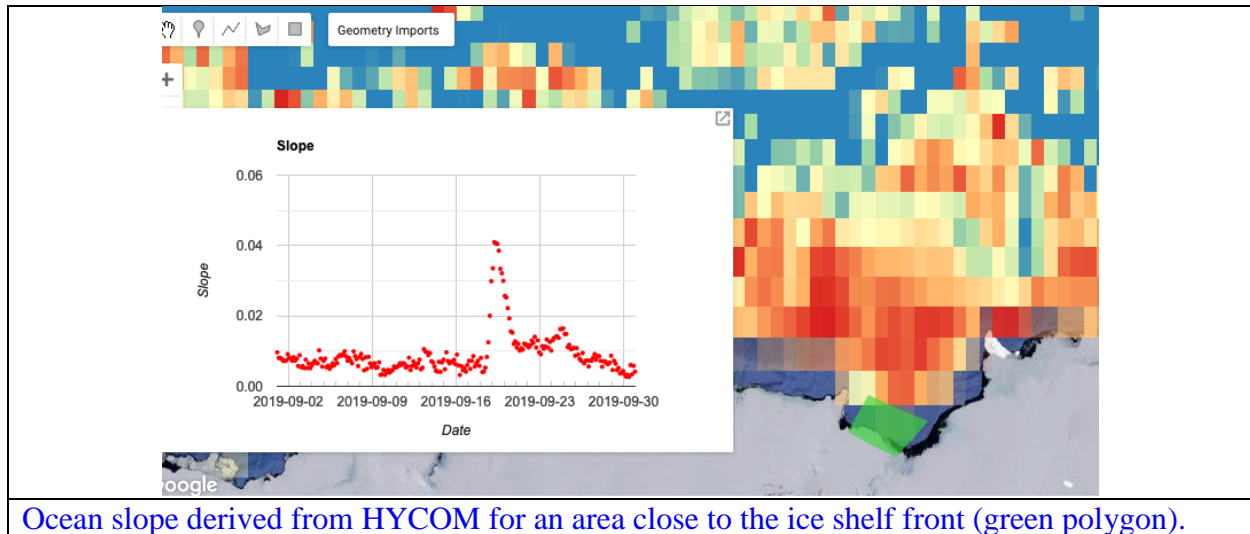 Geometry Imports
+
Slope
0.06
0.04
0.02
0.00
Slope
2019-09-02 2019-09-09 2019-09-16 2019-09-23 2019-09-30
Date
oogle
Ocean slope derived from HYCOM for an area close to the ice shelf front (green polygon).